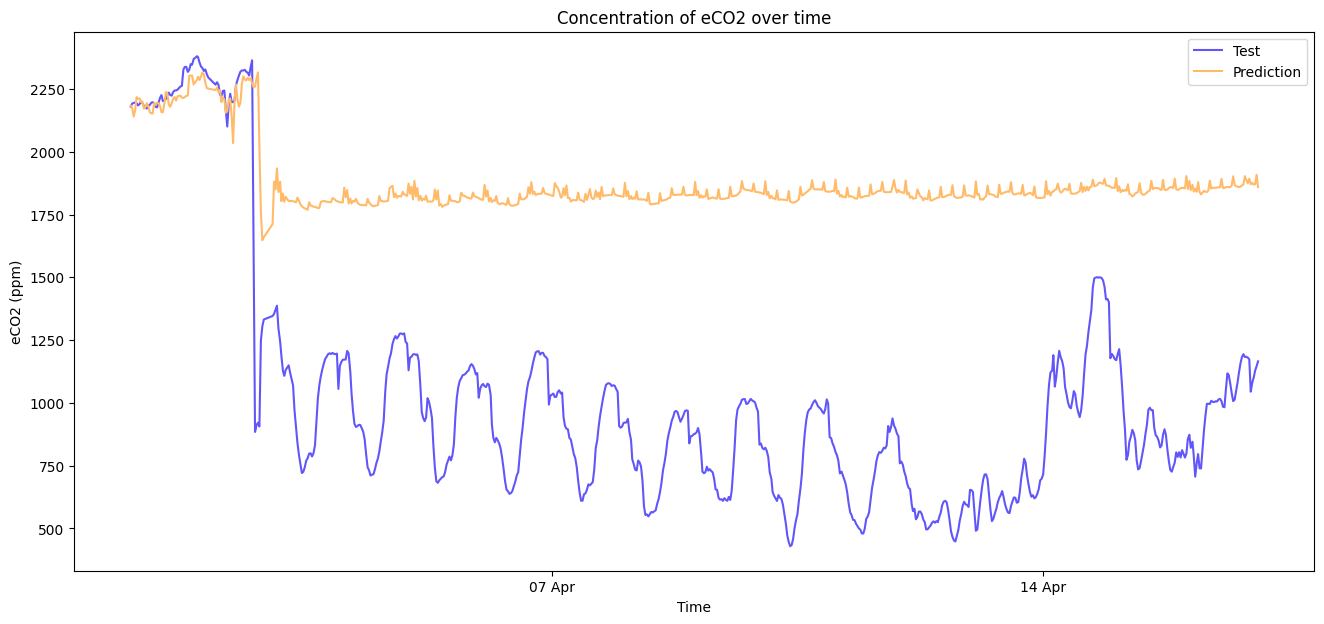 Concentration of eCO2 over time
Test
Prediction
eCO2 (ppm)
2250
2000
1750
1500
1250
1000
750
500
07 Apr
14 Apr
Time